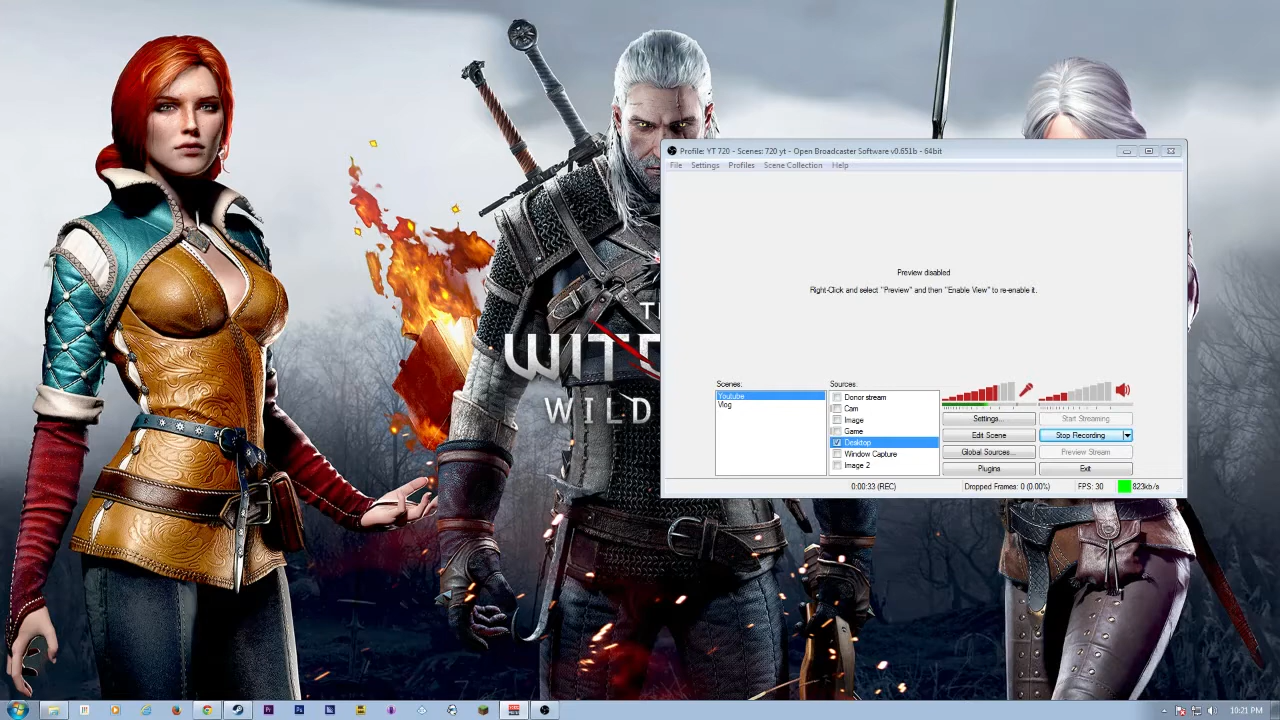 Profile: YT 720 - Scenes: 720 yt - Open Broadcaster Software v0.651b - 64bit
File Settings Profiles Scene Collection Help
Preview disabled
Right-Click and select "Preview" and then "Enable View" to re-enable it.
WIT
WILD
Scenes:
Youtube
Vlog
Sources:
Donor stream
Cam
Image
Game
Desktop
Window Capture
Image 2
Settings...
Start Streaming
Edit Scene
Stop Recording
Global Sources...
Preview Stream
Plugins
Exit
0:00:33 (REC)
Dropped Frames: 0 (0.00%)
FPS: 30
823kb/s
Pr
Ps
10:21 PM